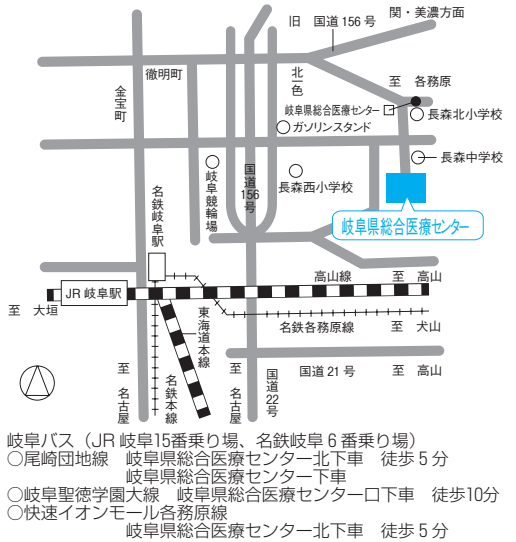 関・美濃方面
旧 国道156号
徹明町
北一色
至 各務原
金宝町
岐阜県総合医療センター
長森北小学校
ガソリンスタンド
長森中学校
岐阜競輪場
国道156号
長森西小学校
名鉄岐阜駅
岐阜県総合医療センター
高山線
至 高山
JR岐阜駅
至 大垣
東海道本線
名鉄各務原線
至 犬山
至 名古屋
名鉄本線
至 名古屋
国道22号
国道21号
至 高山
岐阜バス（JR岐阜15番乗り場、名鉄岐阜6番乗り場）
○尾崎団地線 岐阜県総合医療センター北下車 徒歩5分
岐阜県総合医療センター下車
○岐阜聖徳学園大線 岐阜県総合医療センター口下車 徒歩10分
○快速イオンモール各務原線
岐阜県総合医療センター北下車 徒歩5分